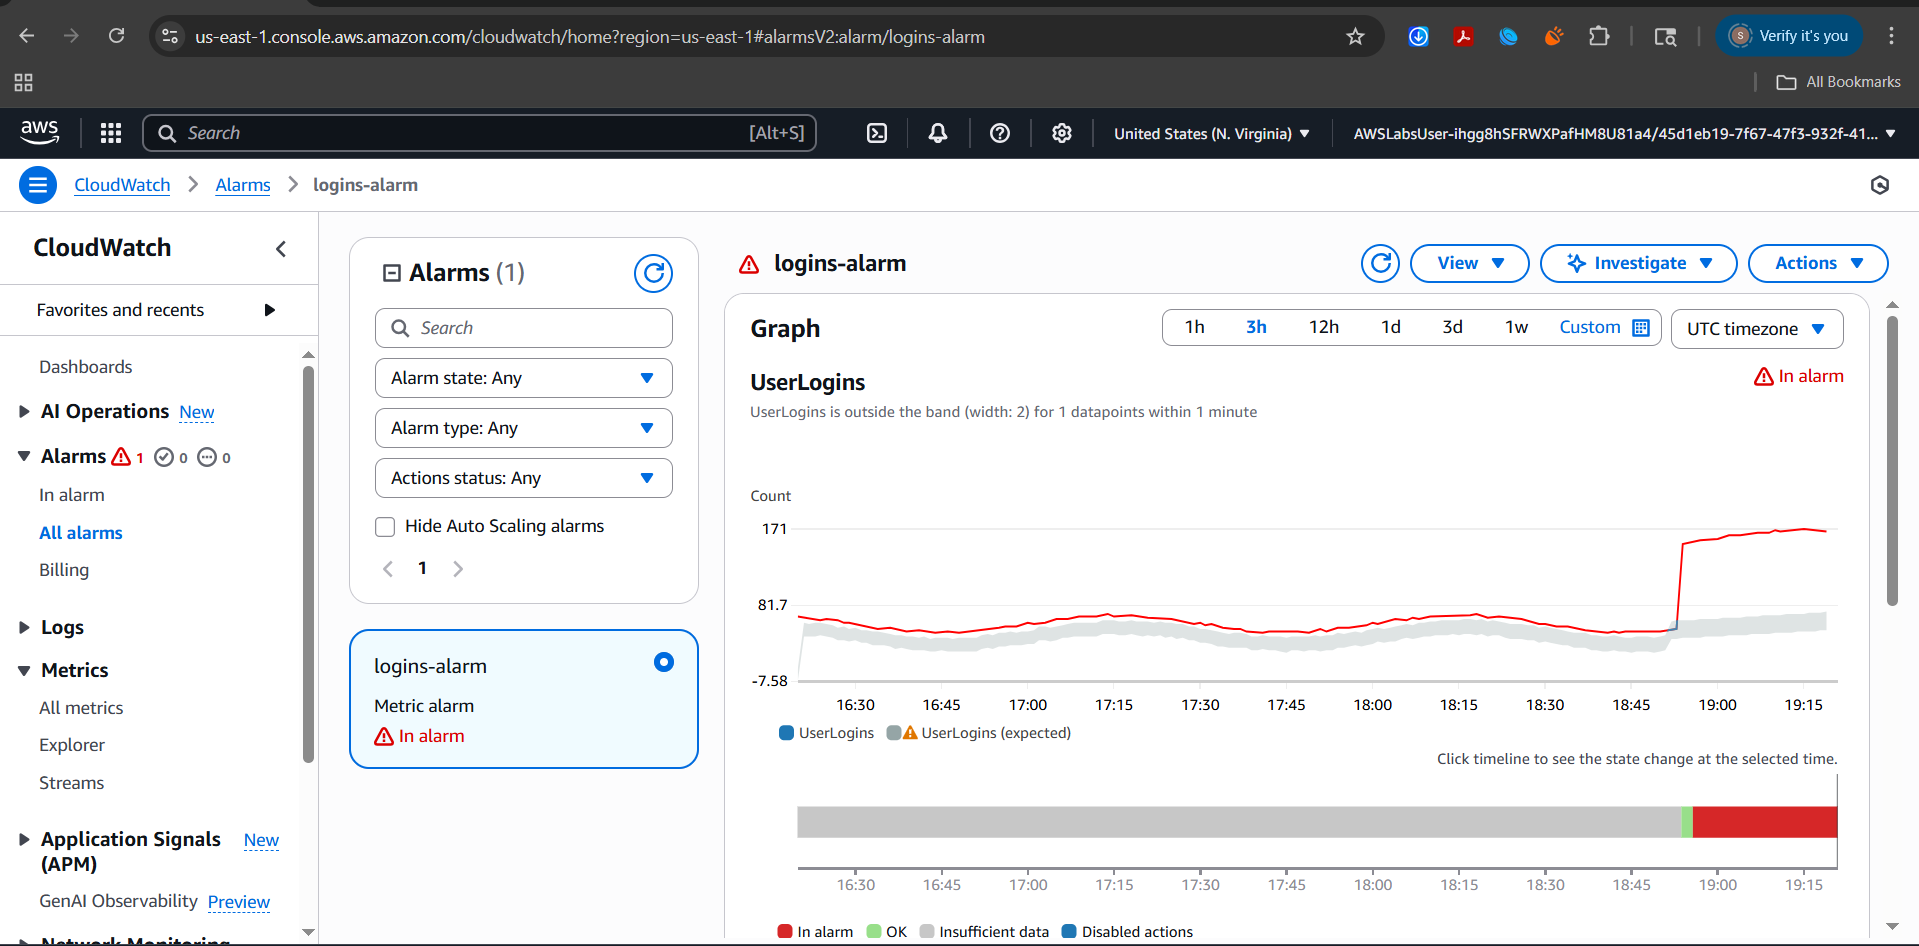 us-east-1.console.aws.amazon.com/cloudwatch/home?region=us-east-1#alarmsV2:alarm/logins-alarm
S Verify it's you
All Bookmarks
aws Search [Alt+S] United States (N. Virginia) AWSLabsUser-ihgg8hSFRWXPafHM8U81a4/45d1eb19-7f67-47f3-932f-41...
CloudWatch Alarms logins-alarm
CloudWatch
Favorites and recents
Dashboards
AI Operations New
Alarms 1 0 0
In alarm
All alarms
Billing
Logs
Metrics
All metrics
Explorer
Streams
Application Signals New
(APM)
GenAI Observability Preview
Network Monitoring
Alarms (1)
Search
Alarm state: Any
Alarm type: Any
Actions status: Any
Hide Auto Scaling alarms
1
logins-alarm
Metric alarm
In alarm
logins-alarm
View Investigate Actions
Graph
1h 3h 12h 1d 3d 1w Custom UTC timezone
UserLogins In alarm
UserLogins is outside the band (width: 2) for 1 datapoints within 1 minute
Count
171
81.7
-7.58
16:30 16:45 17:00 17:15 17:30 17:45 18:00 18:15 18:30 18:45 19:00 19:15
UserLogins UserLogins (expected)
Click timeline to see the state change at the selected time.
16:30 16:45 17:00 17:15 17:30 17:45 18:00 18:15 18:30 18:45 19:00 19:15
In alarm OK Insufficient data Disabled actions